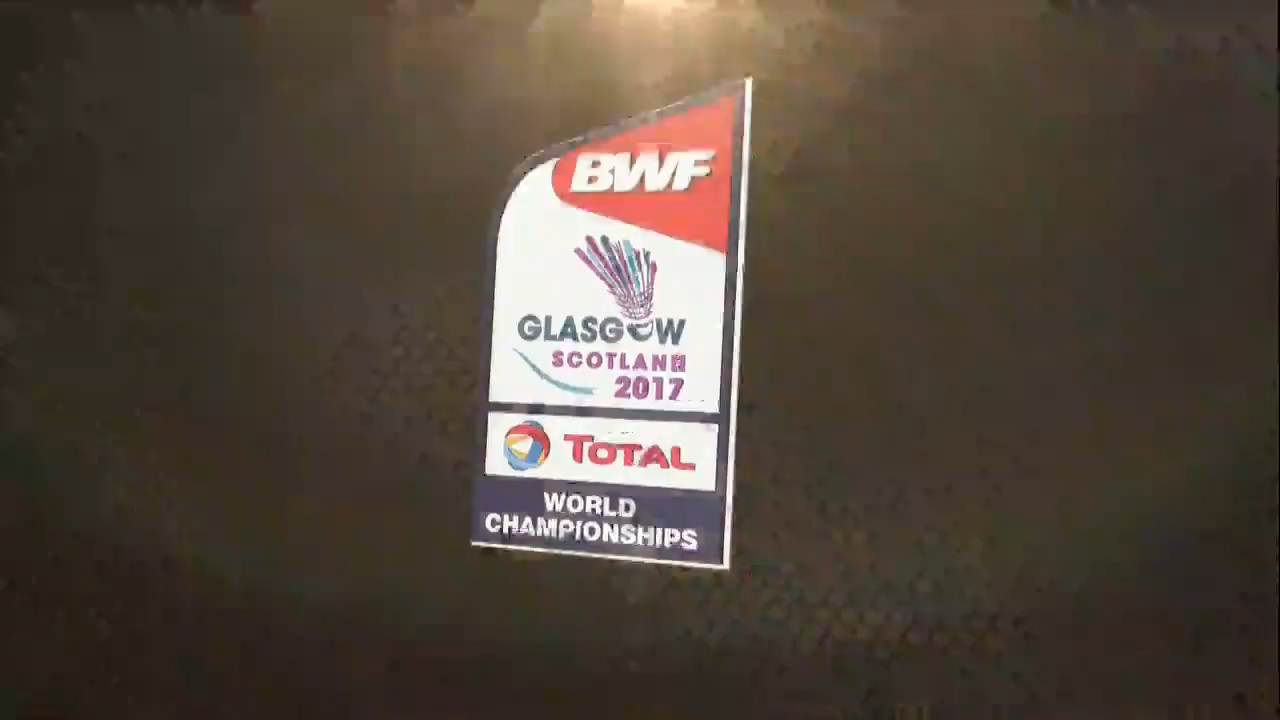 BWF
GLASGOW
SCOTLAND
2017
TOTAL
WORLD
CHAMPIONSHIPS